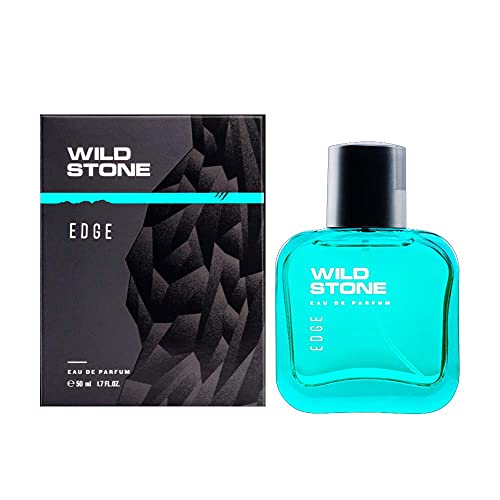 WILD
STONE
EDGE
EAU DE PARFUM
℮ 50 ml 1.7 FL.OZ.
WILD
STONE
EAU DE PARFUM
EDGE